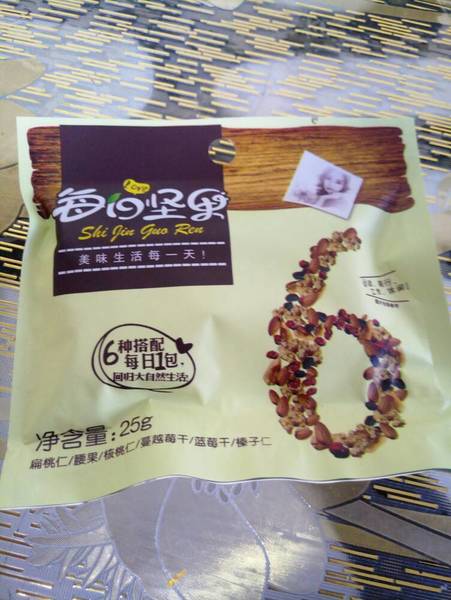 Love
每日坚果
Shi Jin Guo Ren
美味生活每一天!
6种搭配
每日1包,
回归大自然生活
净含量:25g
扁桃仁/腰果/核桃仁/蔓越莓干/蓝莓干/榛子仁